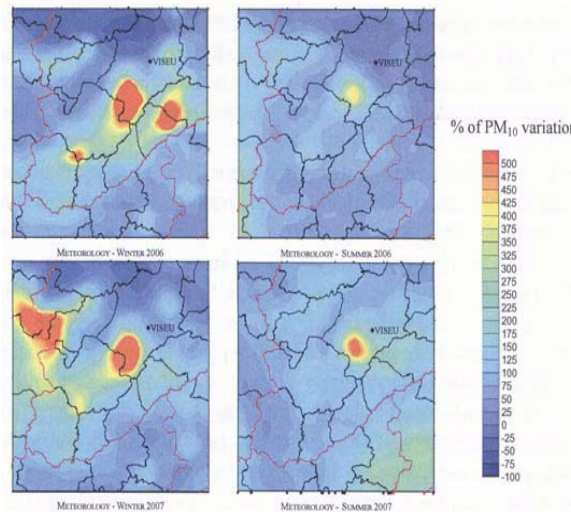 VISEU
VISEU
METEOROLOGY - WINTER 2006
METEOROLOGY - SUMMER 2006
VISEU
VISEU
METEOROLOGY - WINTER 2007
METEOROLOGY - SUMMER 2007
% of PM10 variation
500
475
450
425
400
375
350
325
300
275
250
225
200
175
150
125
100
75
50
25
0
-25
-50
-75
-100